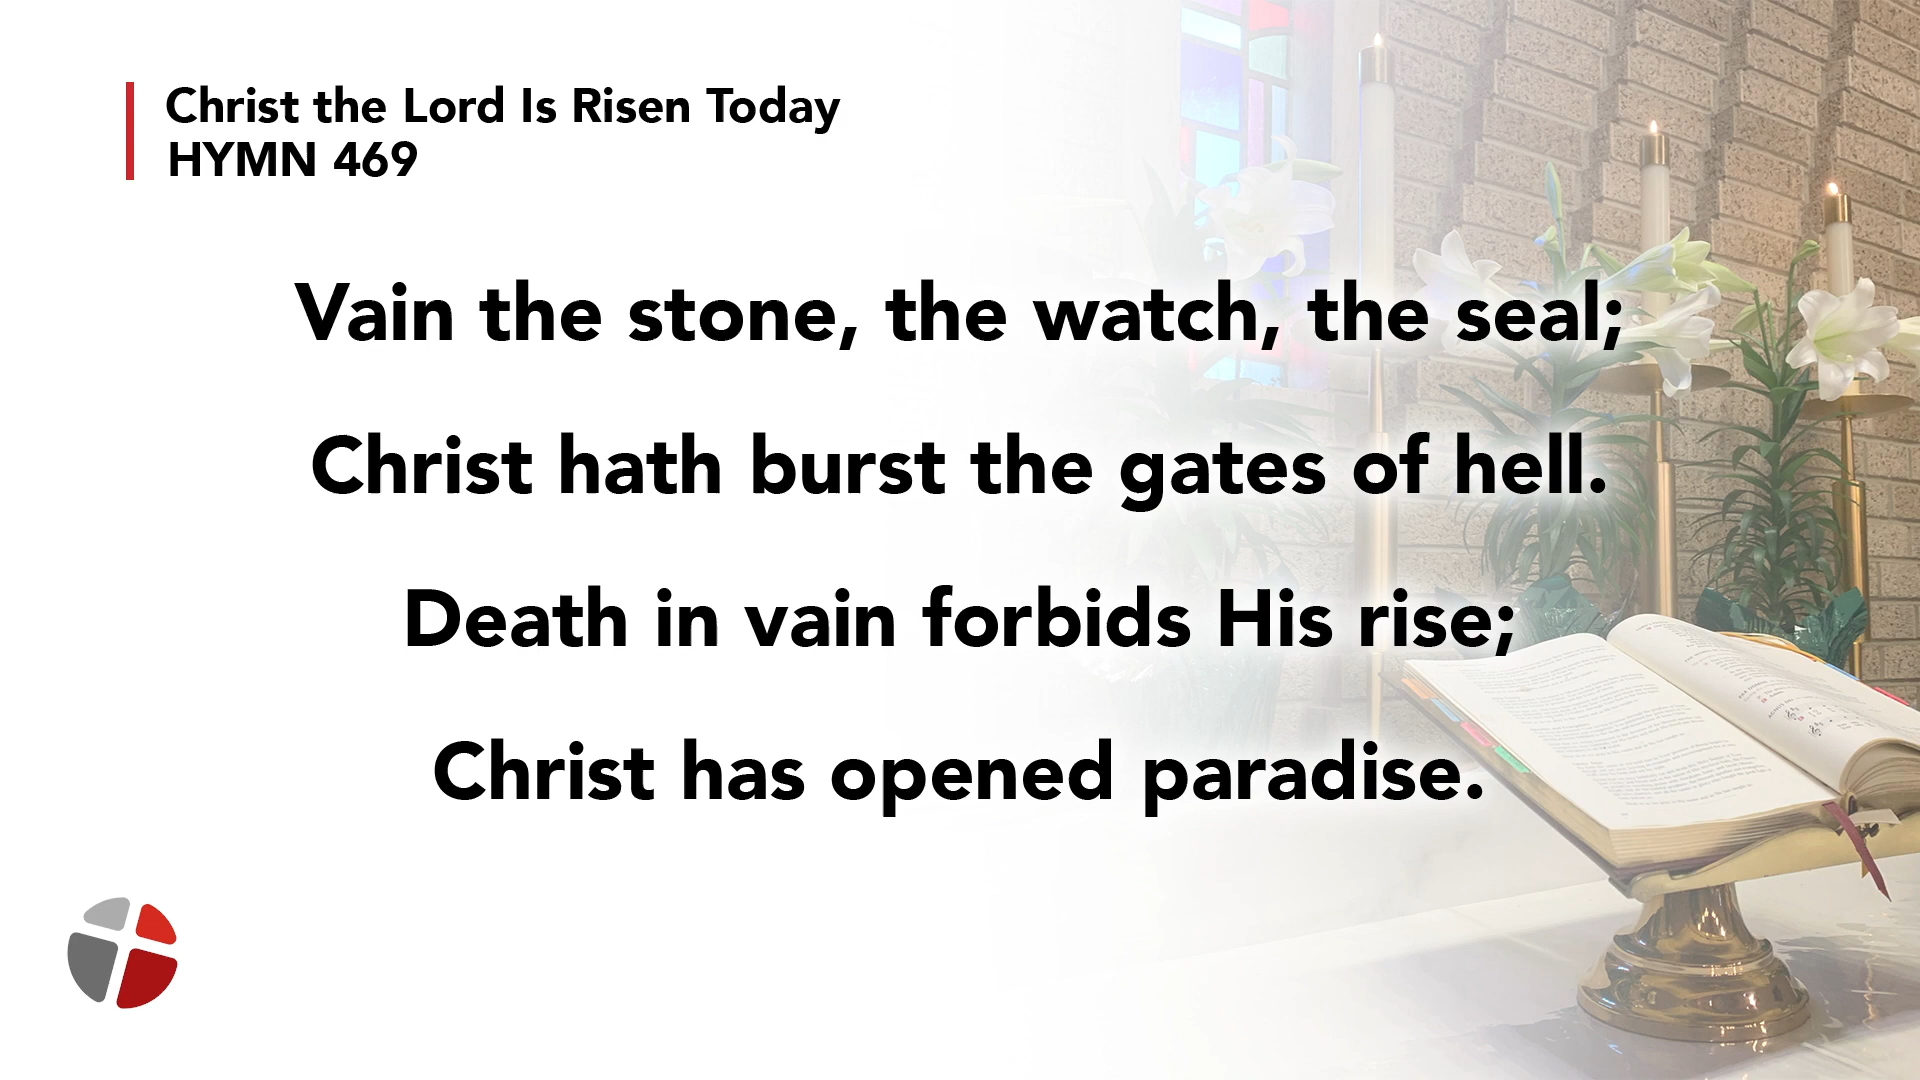 Christ the Lord Is Risen Today
HYMN 469
Vain the stone, the watch, the seal;
Christ hath burst the gates of hell.
Death in vain forbids His rise;
Christ has opened paradise.